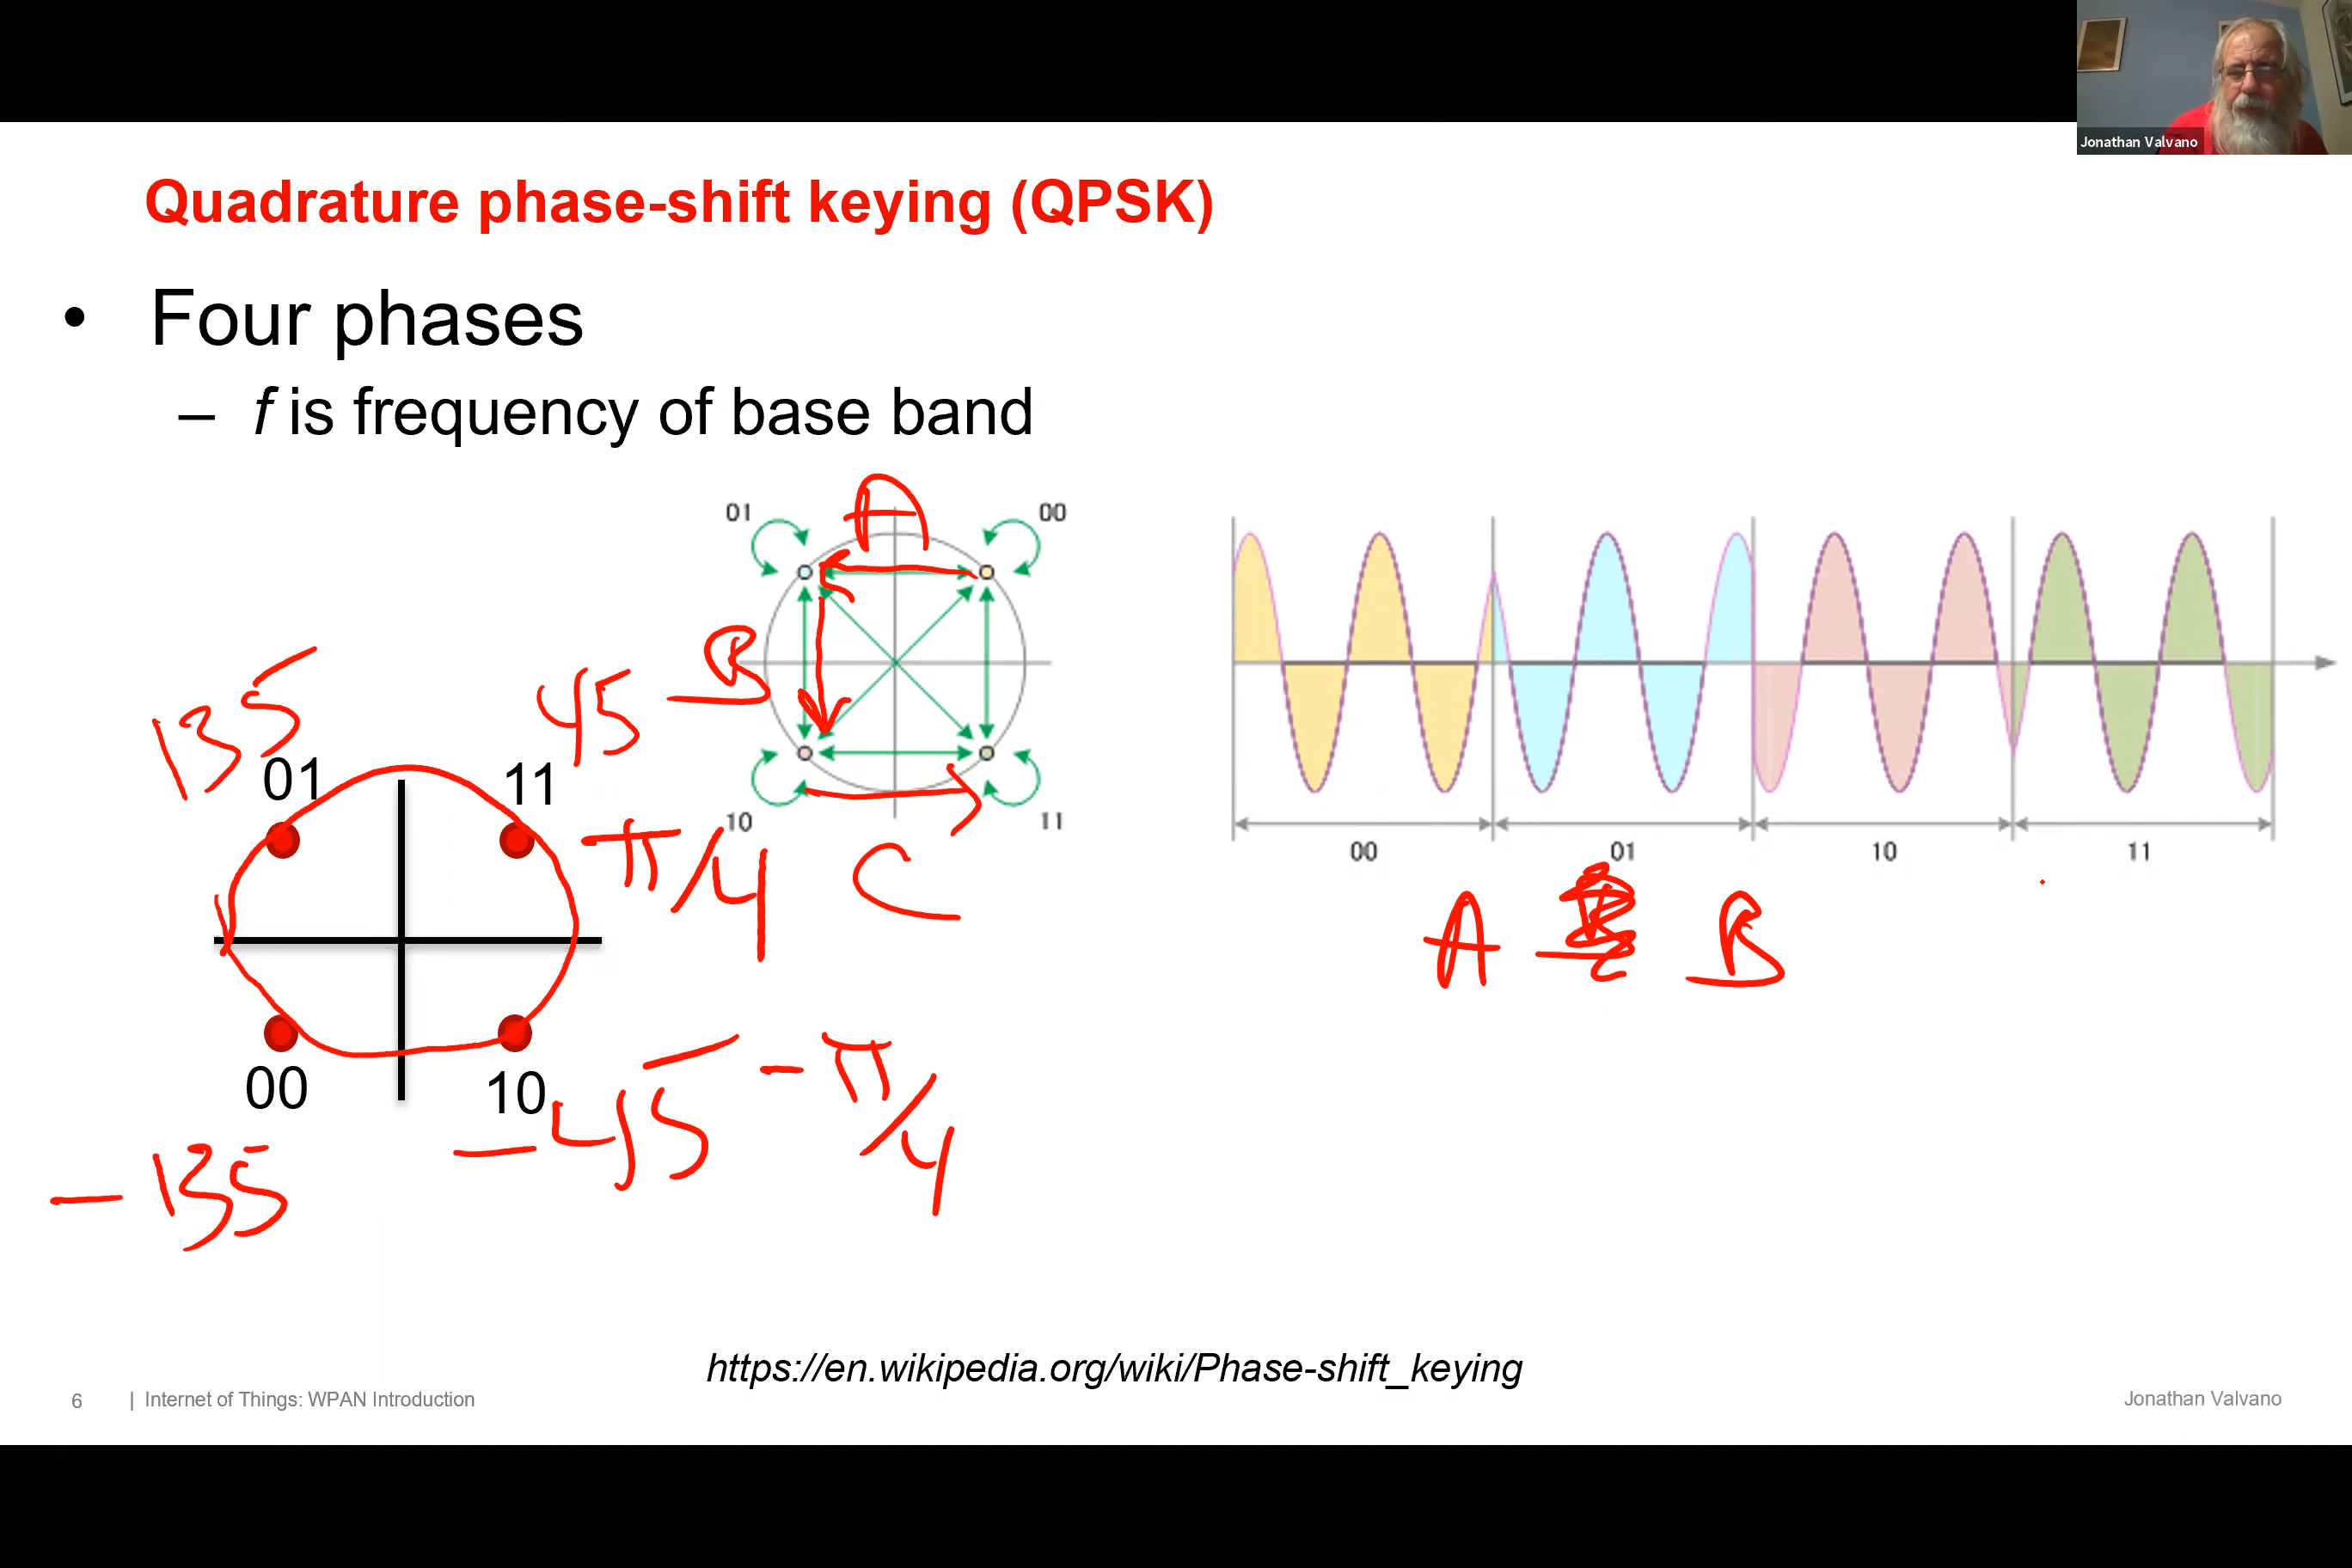 Jonathan Valvano
Quadrature phase-shift keying (QPSK)
• Four phases
– f is frequency of base band
01 A 00
B
10 11
C
135 45
01 11
π/4
00 10
-135 -45 -π/4
00 01 10 11
A B
https://en.wikipedia.org/wiki/Phase-shift_keying
6 | Internet of Things: WPAN Introduction
Jonathan Valvano